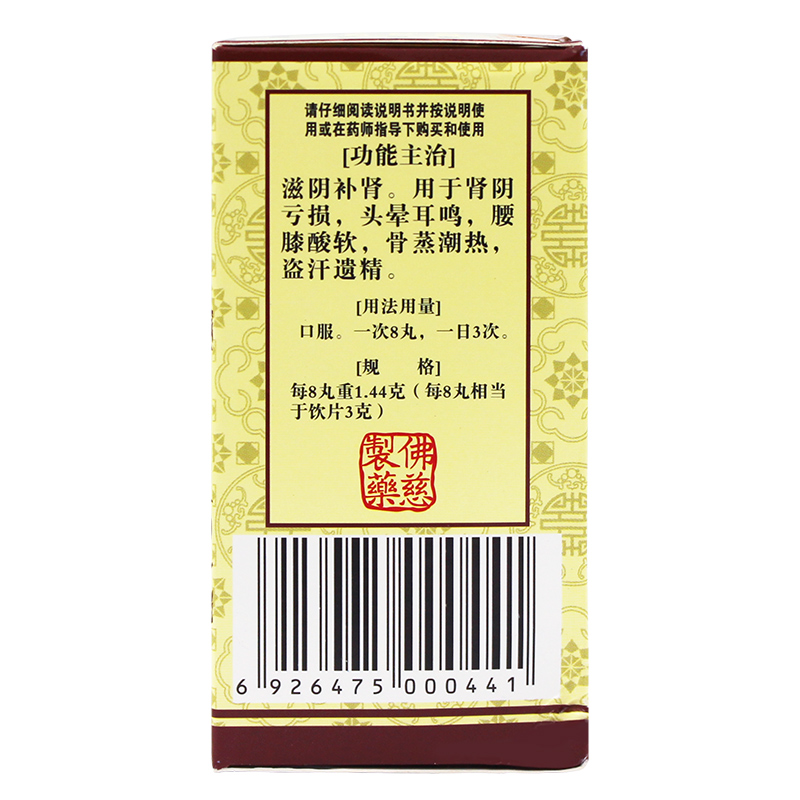 请仔细阅读说明书并按说明使
用或在药师指导下购买和使用
[功能主治]
滋阴补肾。用于肾阴
亏损，头晕耳鸣，腰
膝酸软，骨蒸潮热，
盗汗遗精。
[用法用量]
口服。一次8丸，一日3次。
[规　　格]
每8丸重1.44克（每8丸相当
于饮片3克）
佛慈
製藥
6 926475 000441